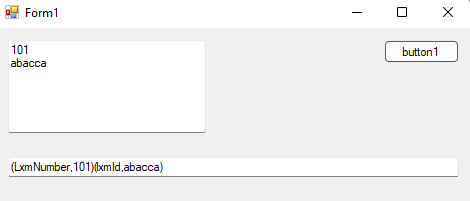 Form1
101
abacca
button1
(LxmNumber,101)(lxmId,abacca)